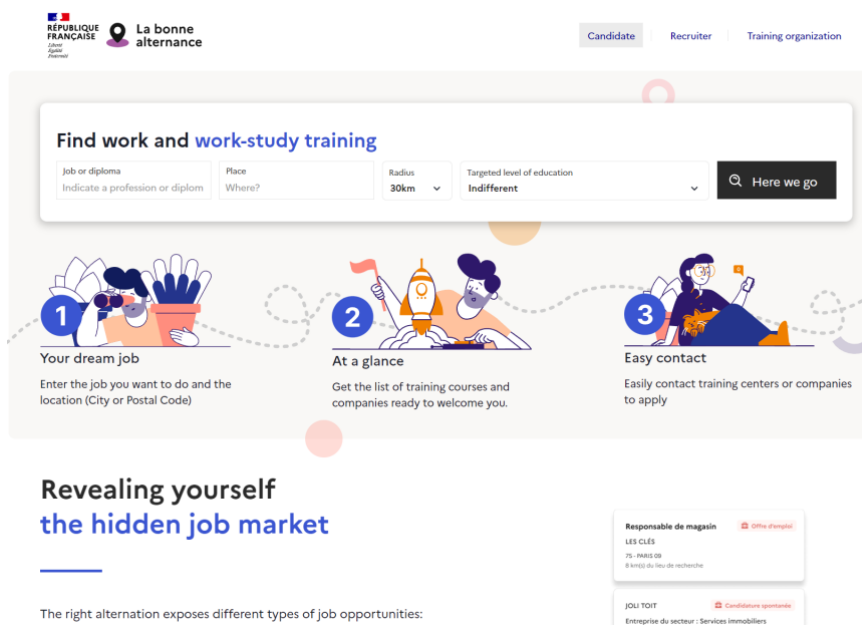 RÉPUBLIQUE
FRANÇAISE
Liberté
Égalité
Fraternité
La bonne
alternance
Candidate
Recruiter
Training organization
Find work and work-study training
Job or diploma
Indicate a profession or diplom
Place
Where?
Radius
30km
Targeted level of education
Indifferent
Here we go
1
Your dream job
Enter the job you want to do and the
location (City or Postal Code)
2
At a glance
Get the list of training courses and
companies ready to welcome you.
3
Easy contact
Easily contact training centers or companies
to apply
Revealing yourself
the hidden job market
The right alternation exposes different types of job opportunities:
Responsable de magasin
Offre d'emploi
LES CLÉS
75 - PARIS 08
8 km(s) du lieu de recherche
JOLI TOIT
Candidature spontanée
Entreprise du secteur : Services immobiliers